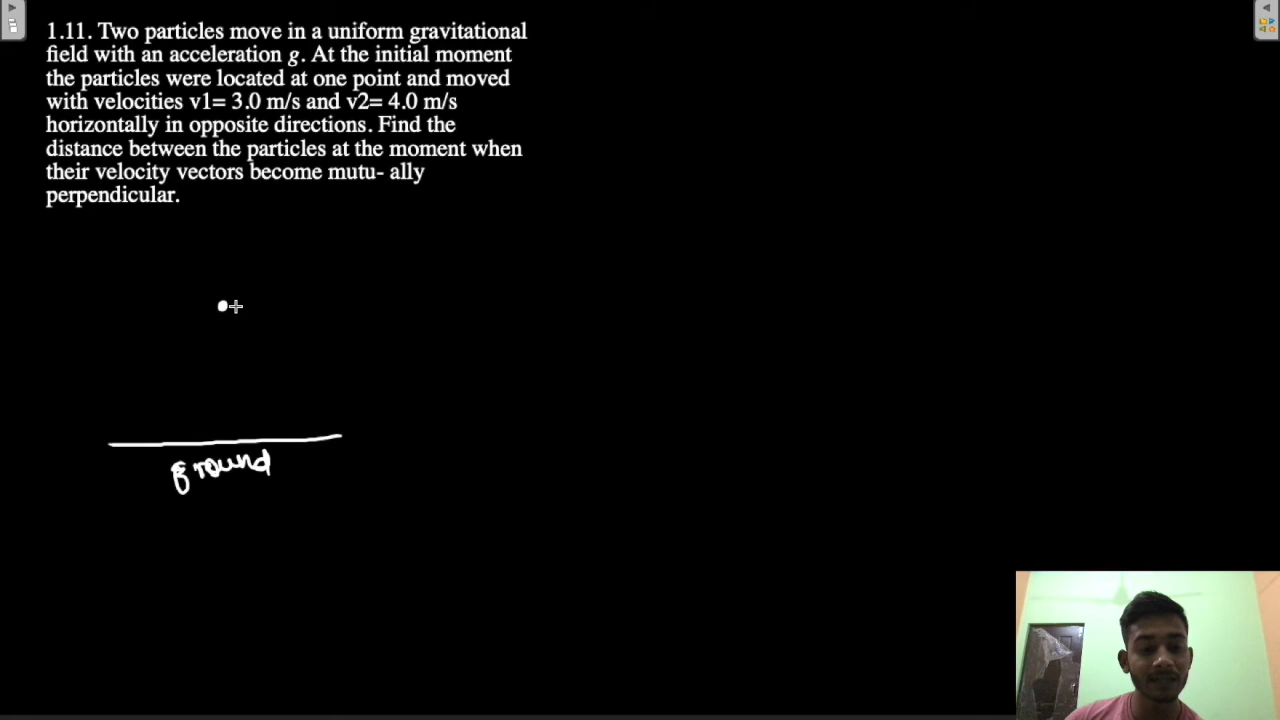 1.11. Two particles move in a uniform gravitational
field with an acceleration g. At the initial moment
the particles were located at one point and moved
with velocities v1= 3.0 m/s and v2= 4.0 m/s
horizontally in opposite directions. Find the
distance between the particles at the moment when
their velocity vectors become mutu- ally
perpendicular.
ground